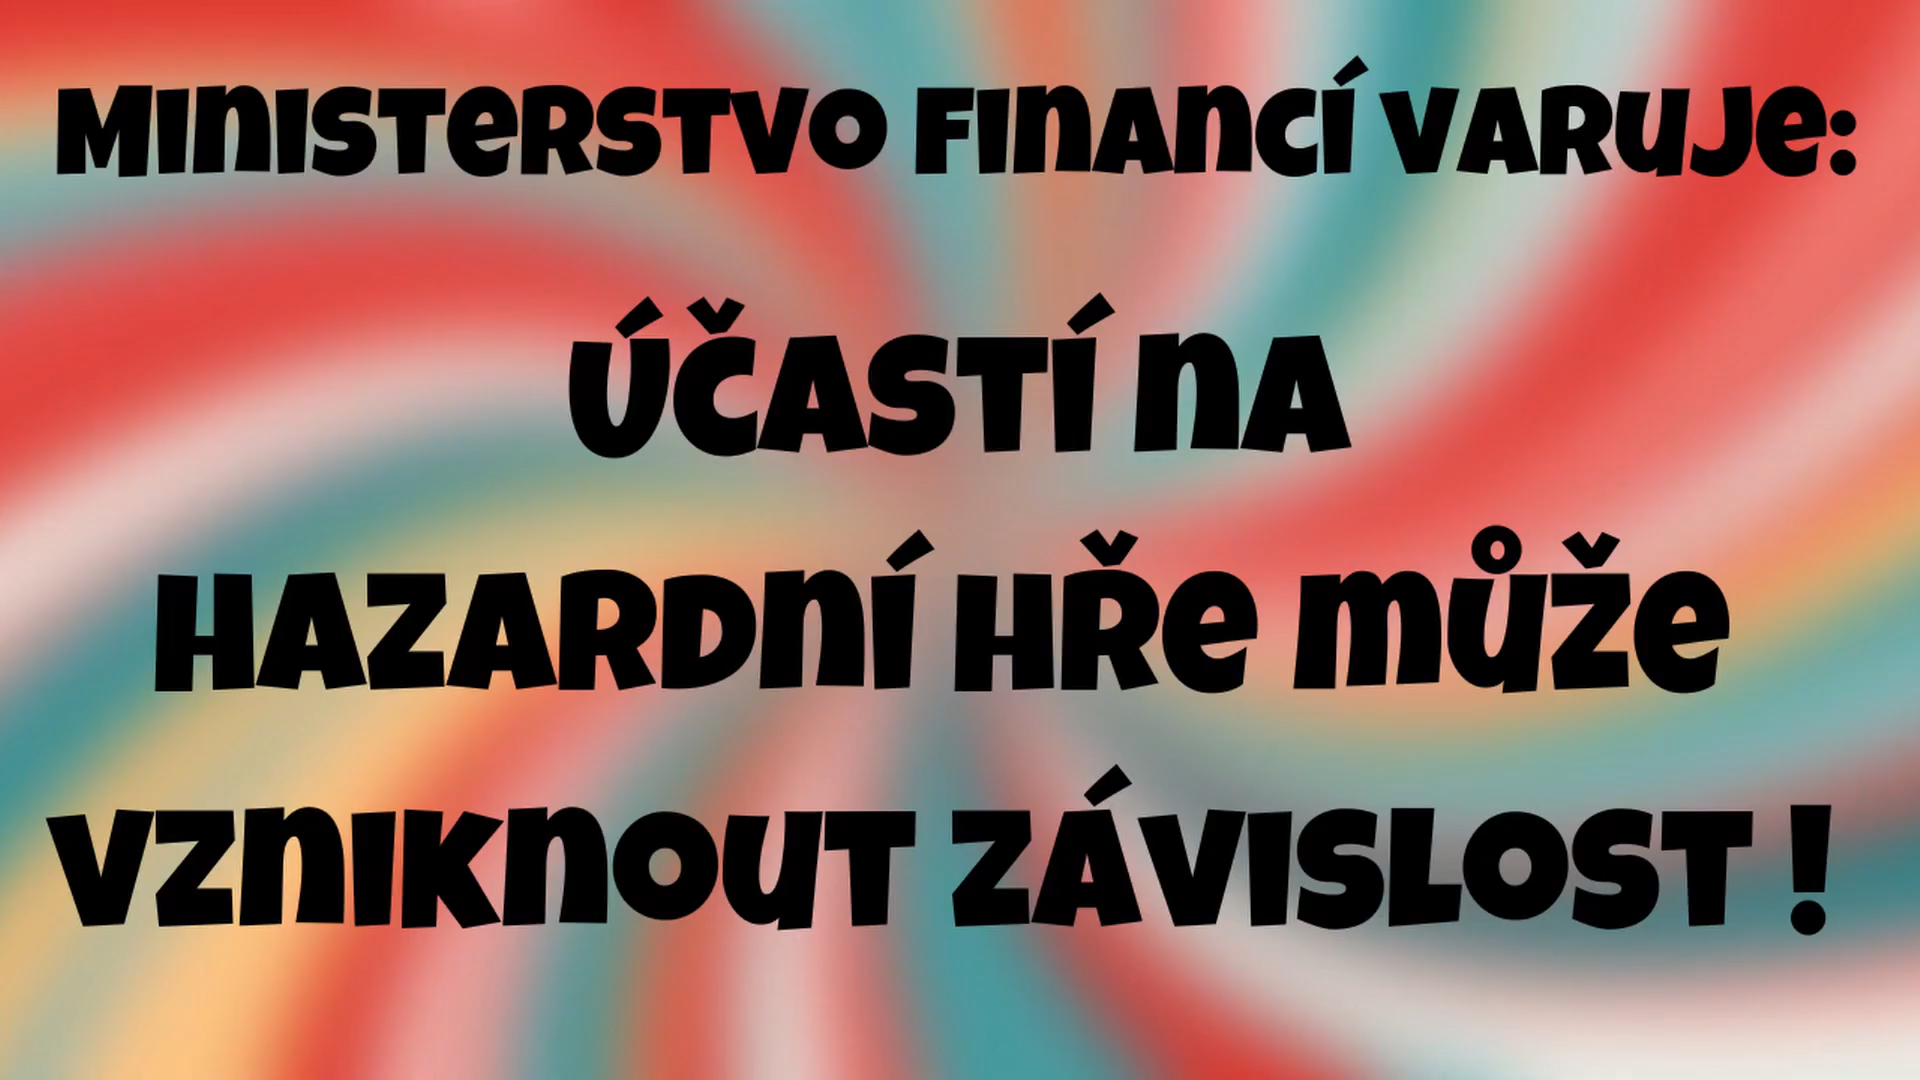 Ministerstvo financí varuje:
Účastí na
hazardní hře může
vzniknout závislost !